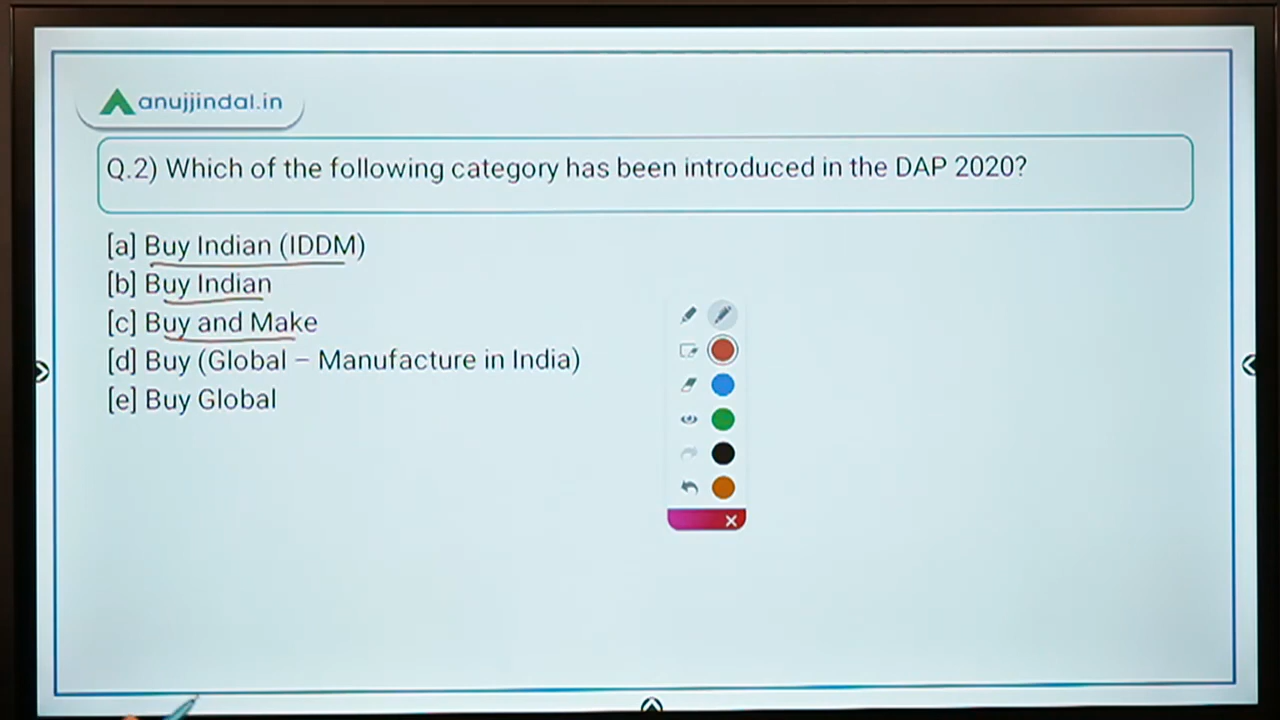 anujjindal.in
Q.2) Which of the following category has been introduced in the DAP 2020?
[a] Buy Indian (IDDM)
[b] Buy Indian
[c] Buy and Make
[d] Buy (Global – Manufacture in India)
[e] Buy Global